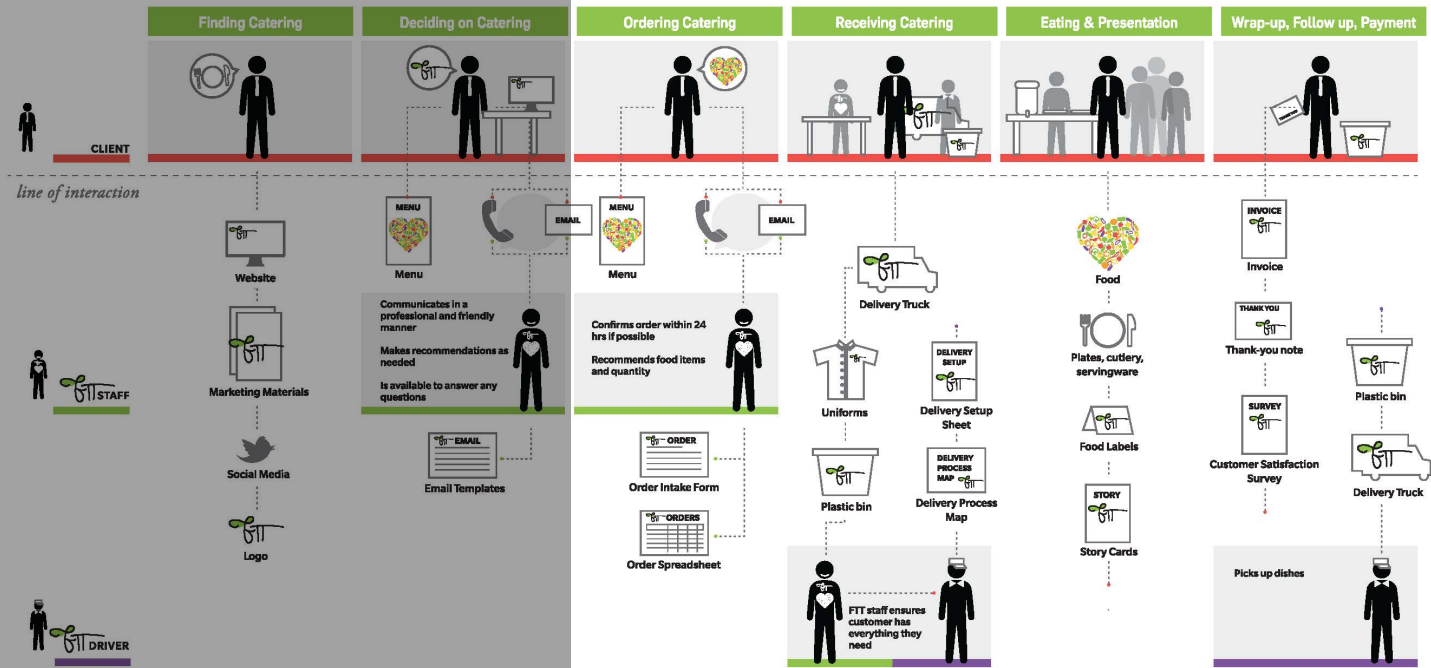 Finding Catering
Deciding on Catering
Ordering Catering
Receiving Catering
Eating & Presentation
Wrap-up, Follow up, Payment
THANK YOU
CLIENT
line of interaction
MENU
EMAIL
Menu
Website
Marketing Materials
Social Media
Logo
Communicates in a
professional and friendly
manner
Makes recommendations as
needed
Is available to answer any
questions
EMAIL
Email Templates
MENU
EMAIL
Menu
Confirms order within 24
hrs if possible
Recommends food items
and quantity
ORDER
Order Intake Form
ORDERS
Order Spreadsheet
Delivery Truck
Uniforms
Plastic bin
DELIVERY
SETUP
Delivery Setup
Sheet
DELIVERY
PROCESS
MAP
Delivery Process
Map
FTT staff ensures
customer has
everything they
need
Food
Plates, cutlery,
servingware
Food Labels
STORY
Story Cards
INVOICE
Invoice
THANK YOU
Thank-you note
SURVEY
Customer Satisfaction
Survey
Plastic bin
Delivery Truck
Picks up dishes
FTT STAFF
FTT DRIVER